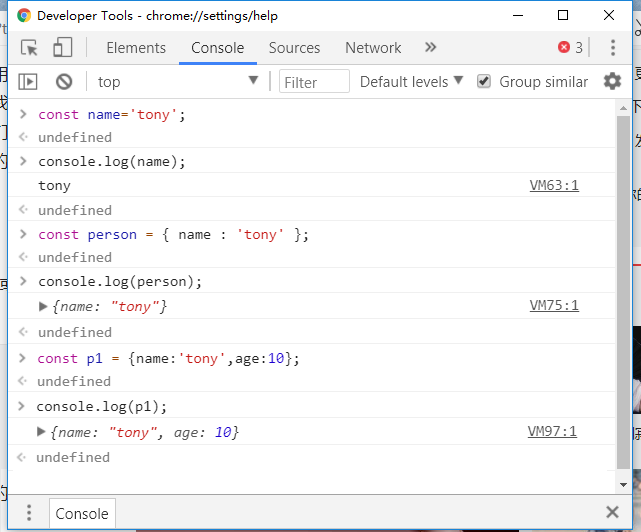 Developer Tools - chrome://settings/help
Elements Console Sources Network » 3
top Filter Default levels Group similar
const name='tony';
undefined
console.log(name);
tony VM63:1
undefined
const person = { name : 'tony' };
undefined
console.log(person);
{name: "tony"} VM75:1
undefined
const p1 = {name:'tony',age:10};
undefined
console.log(p1);
{name: "tony", age: 10} VM97:1
undefined
Console